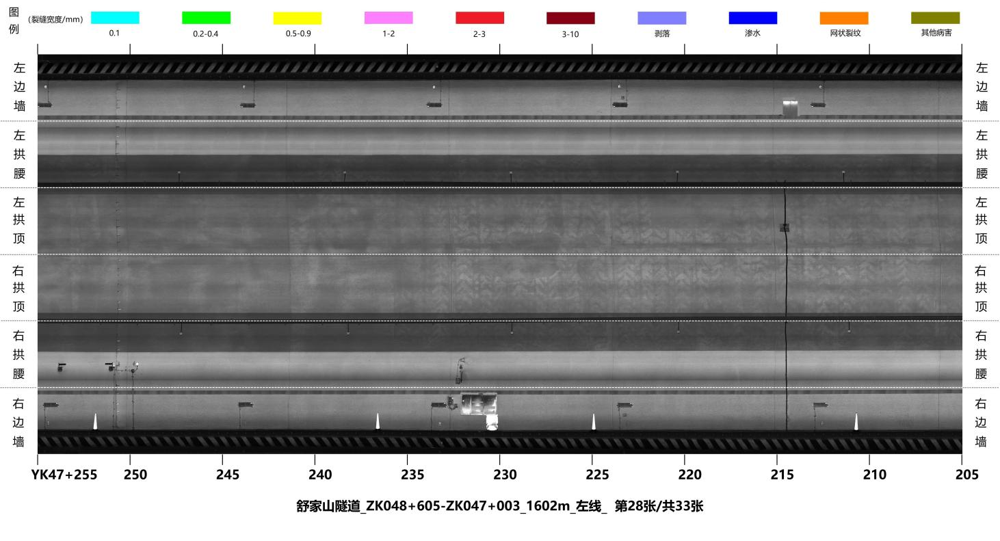 图例
(裂缝宽度/mm)
0.1
0.2-0.4
0.5-0.9
1-2
2-3
3-10
剥落
渗水
网状裂纹
其他病害
左边墙
左边墙
左拱腰
左拱腰
左拱顶
左拱顶
右拱顶
右拱顶
右拱腰
右拱腰
右边墙
右边墙
YK47+255 250 245 240 235 230 225 220 215 210 205
舒家山隧道_ZK048+605-ZK047+003_1602m_左线_ 第28张/共33张